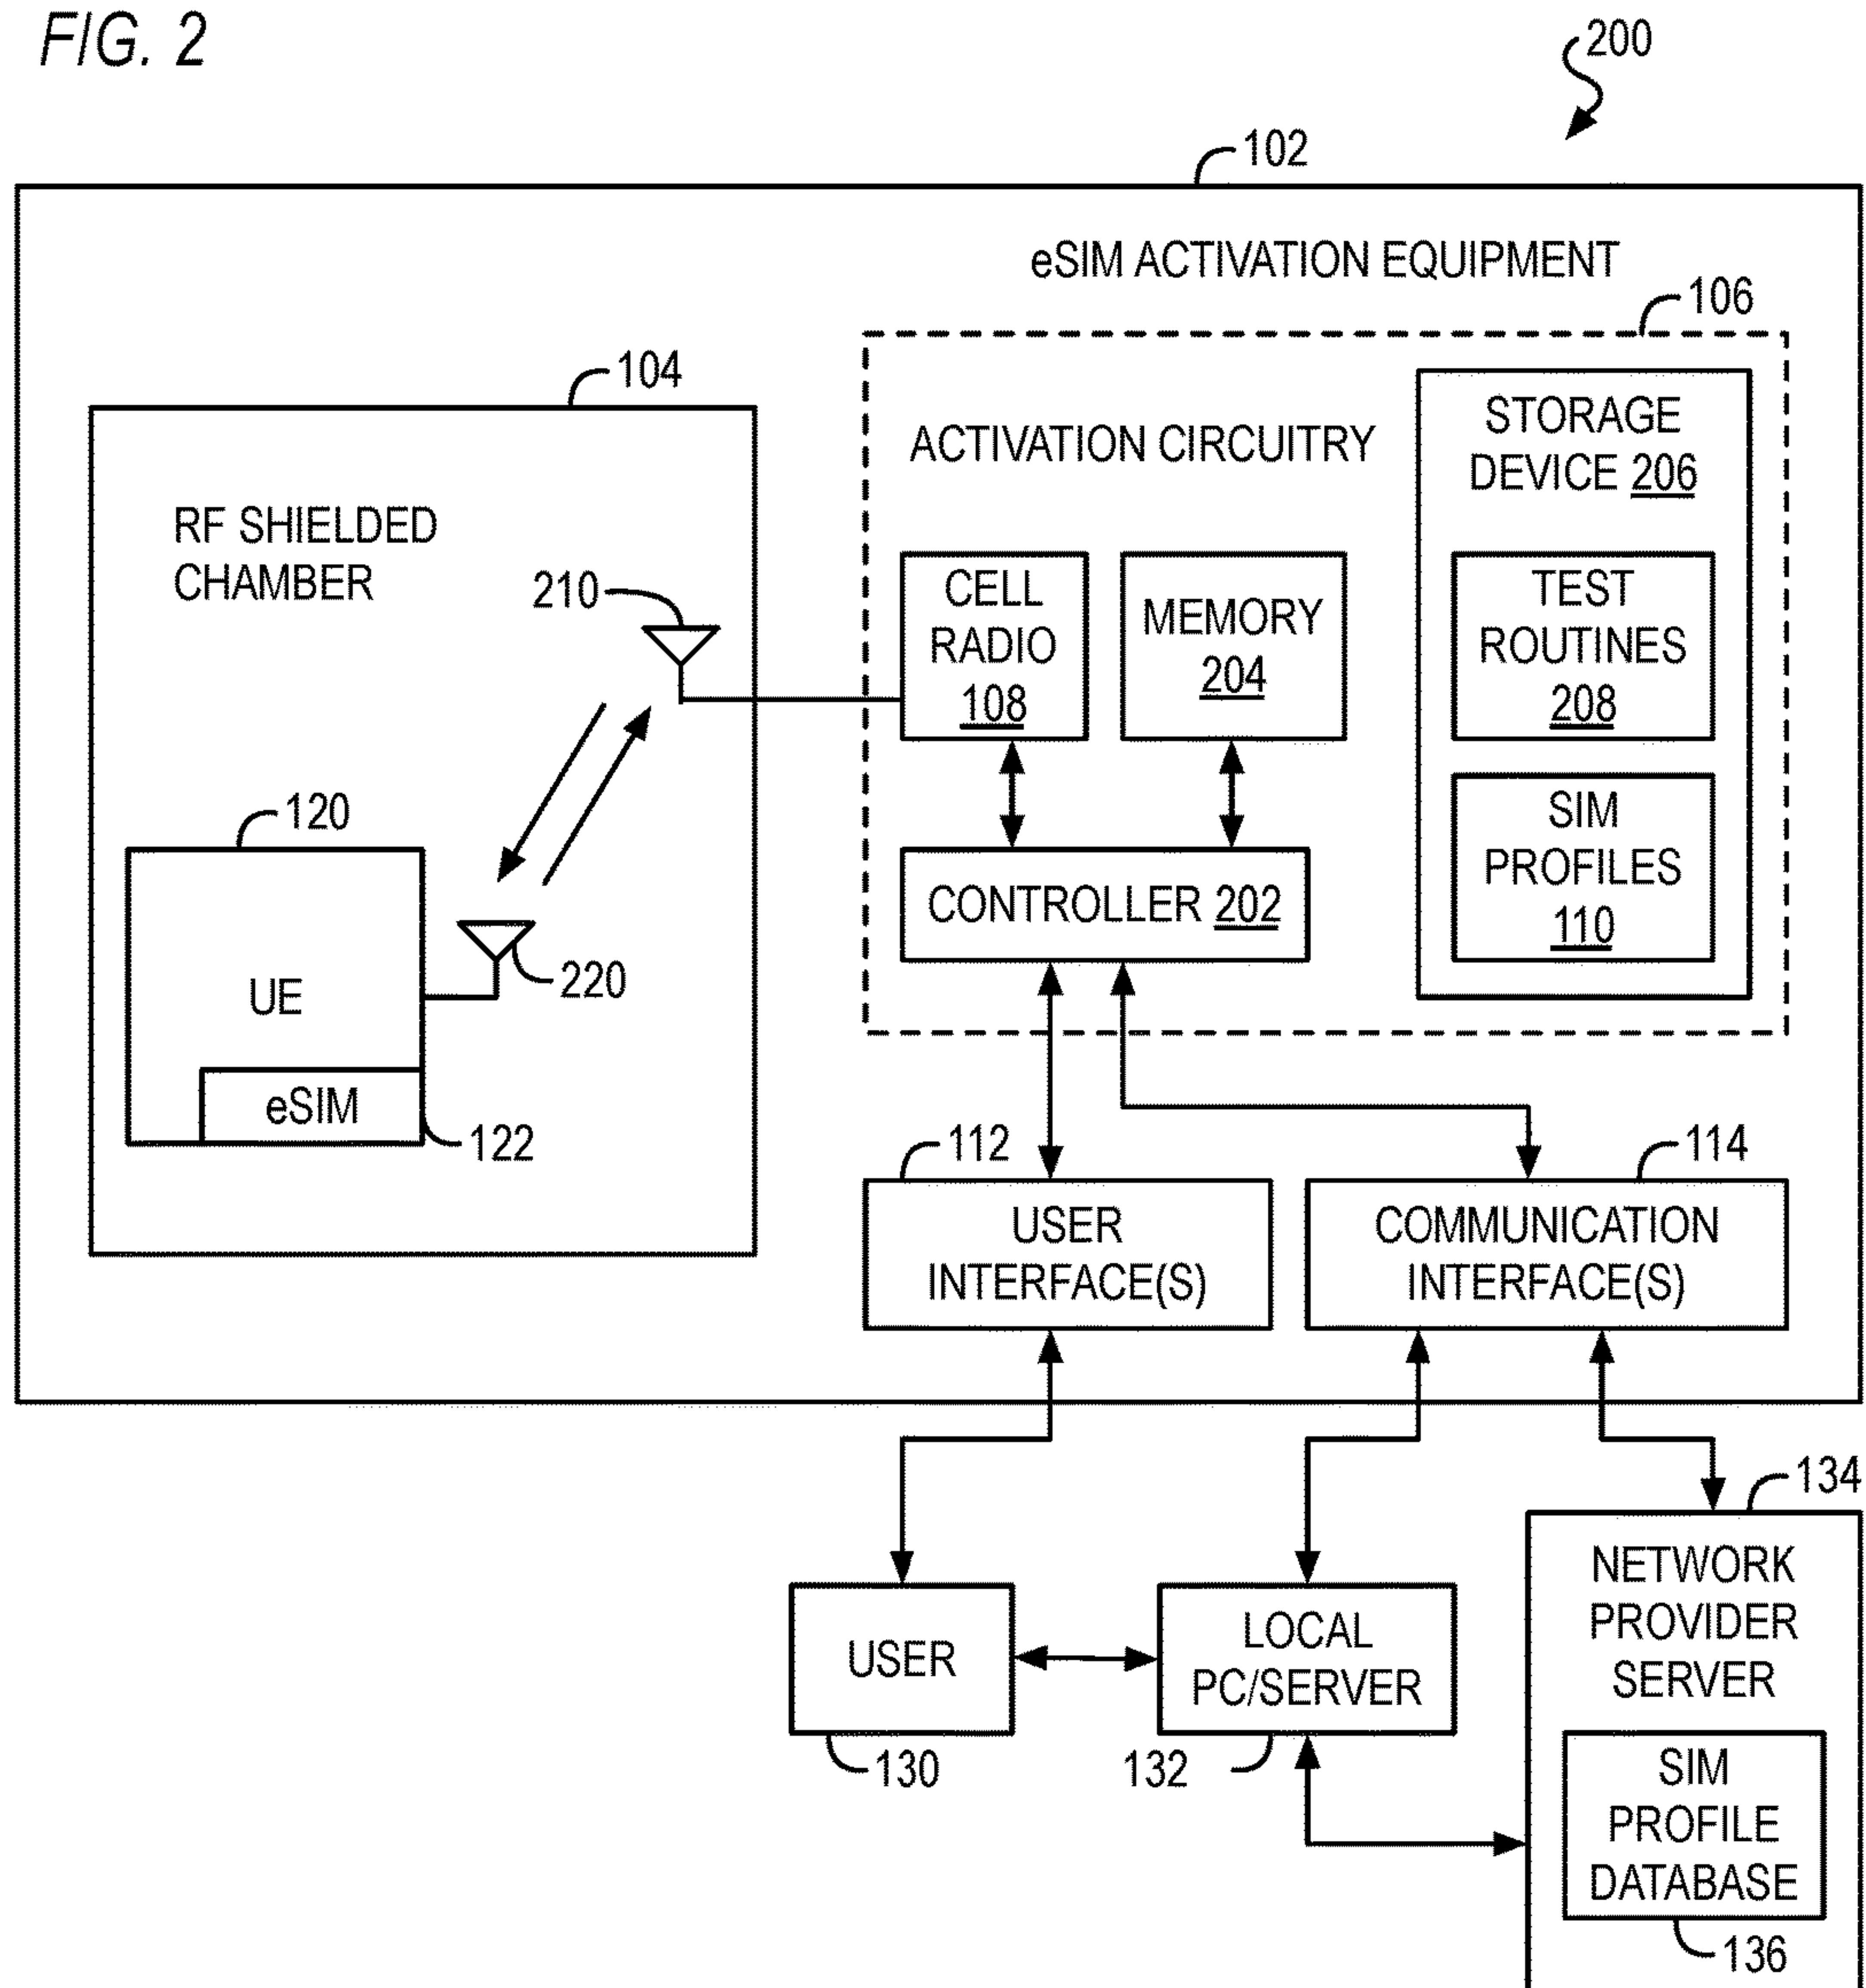 FIG. 2
200
102
eSIM ACTIVATION EQUIPMENT
106
104
ACTIVATION CIRCUITRY
STORAGE
DEVICE 206
RF SHIELDED
CHAMBER
210
CELL
RADIO
108
MEMORY
204
TEST
ROUTINES
208
SIM
PROFILES
110
120
CONTROLLER 202
UE
220
eSIM
122
112
114
USER
INTERFACE(S)
COMMUNICATION
INTERFACE(S)
134
NETWORK
PROVIDER
SERVER
USER
LOCAL
PC/SERVER
130
132
SIM
PROFILE
DATABASE
136